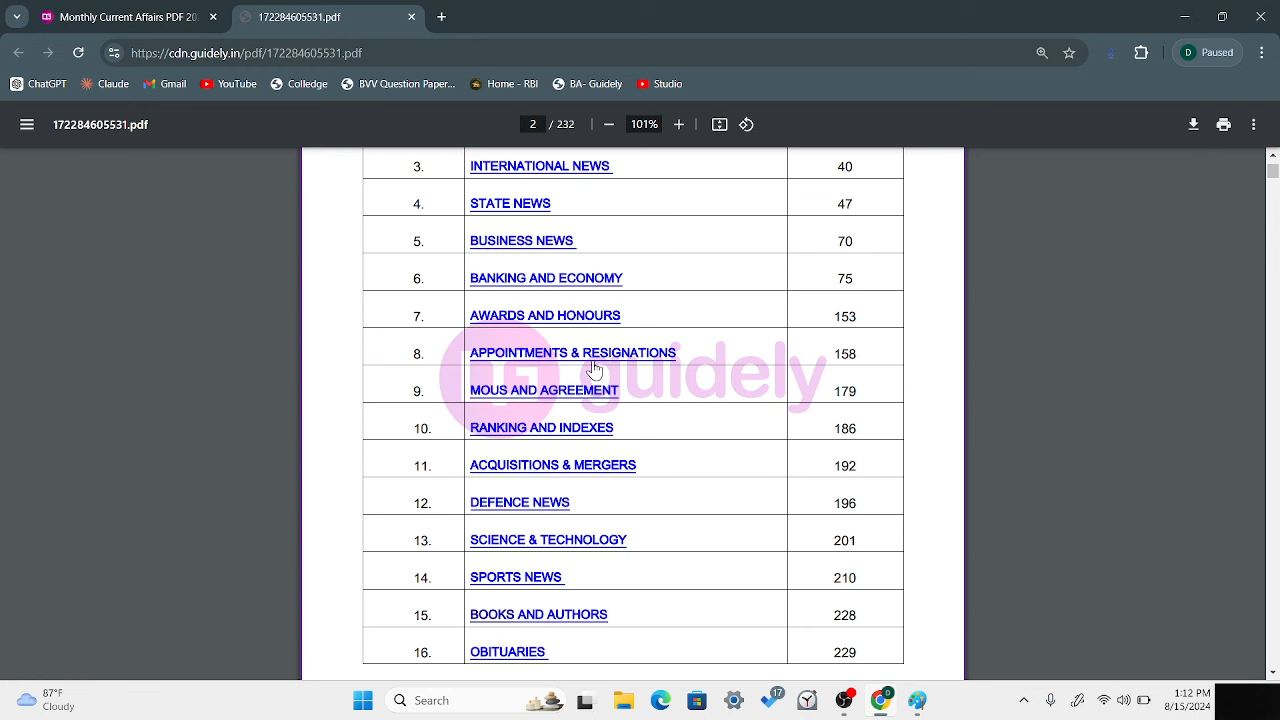 Monthly Current Affairs 20
172284605531.pdf
https://cdn.guidely.in/pdf/172284605531.pdf
D Paused
ChatGPT Claude Gmail YouTube Colledge BVV Question Paper... Home - RBI BA- Guidely Studio
172284605531.pdf 2 / 232 101%
3. INTERNATIONAL NEWS 40
4. STATE NEWS 47
5. BUSINESS NEWS 70
6. BANKING AND ECONOMY 75
7. AWARDS AND HONOURS 153
8. APPOINTMENTS & RESIGNATIONS 158
guidely
9. MOUS AND AGREEMENT 179
10. RANKING AND INDEXES 186
11. ACQUISITIONS & MERGERS 192
12. DEFENCE NEWS 196
13. SCIENCE & TECHNOLOGY 201
14. SPORTS NEWS 210
15. BOOKS AND AUTHORS 228
16. OBITUARIES 229
87°F
Cloudy
Search
17
1:12 PM
8/15/2024